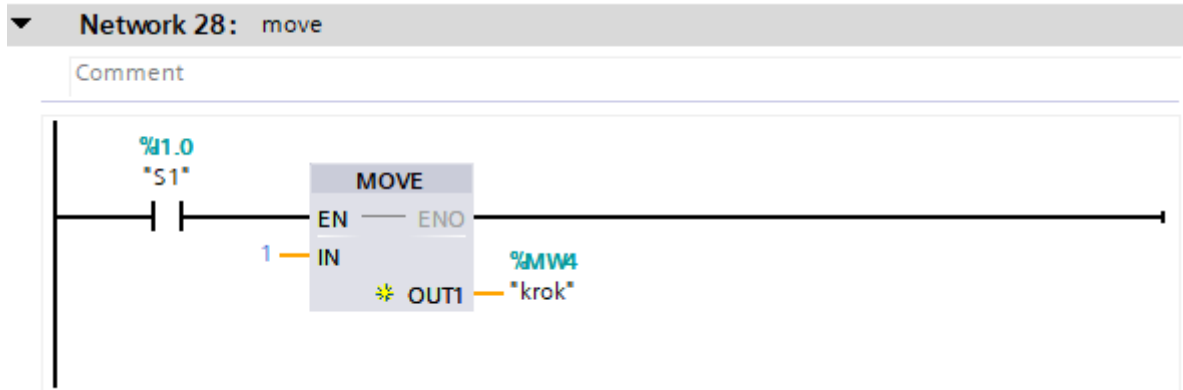 Network 28: move
Comment
%I1.0
"S1"
MOVE
EN ENO
1 IN
%MW4
OUT1 "krok"